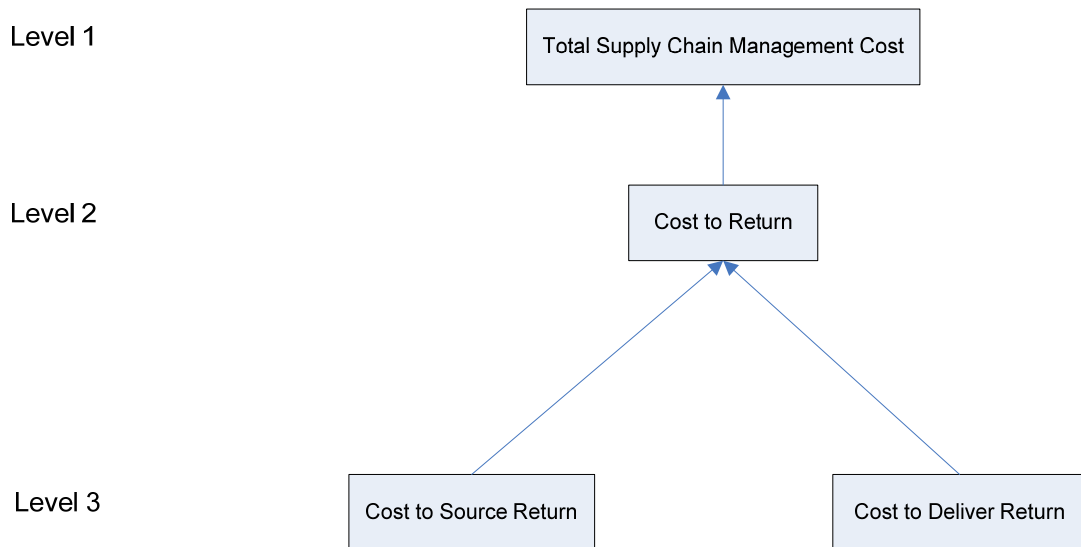 Level 1
Total Supply Chain Management Cost
Level 2
Cost to Return
Level 3
Cost to Source Return
Cost to Deliver Return